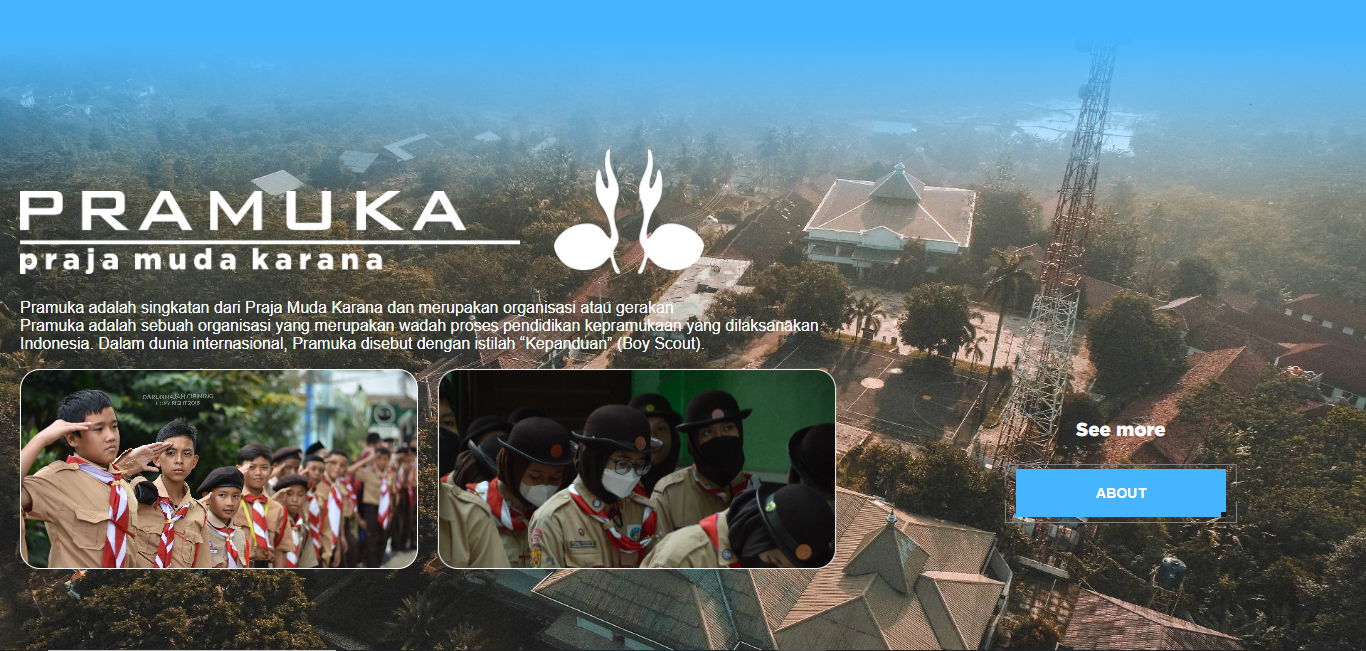 PRAMUKA
praja muda karana
Pramuka adalah singkatan dari Praja Muda Karana dan merupakan organisasi atau gerakan
Pramuka adalah sebuah organisasi yang merupakan wadah proses pendidikan kepramukaan yang dilaksanakan
Indonesia. Dalam dunia internasional, Pramuka disebut dengan istilah “Kepanduan” (Boy Scout).
DARUNNAJAH CIPINING
COPYRIGHT 2015
See more
ABOUT